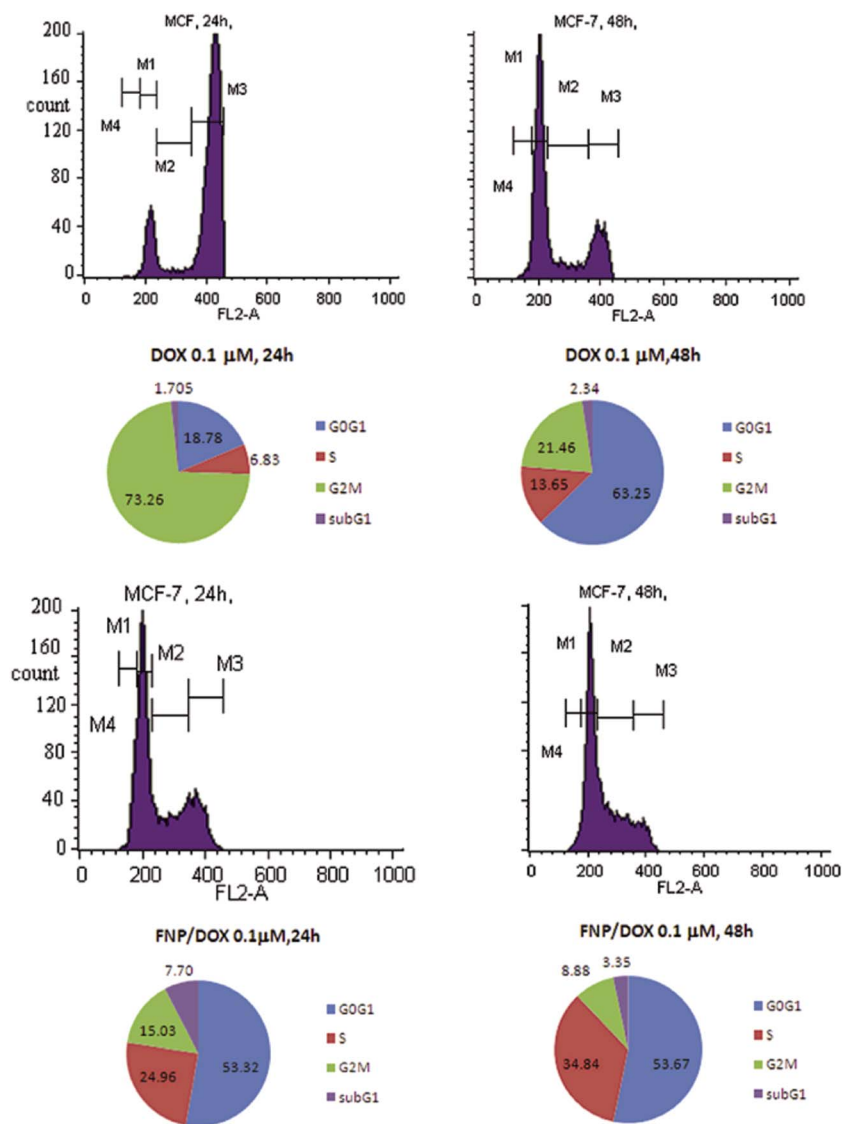 MCF, 24h,
200
160
count
120
80
40
0
M1
M3
M4
M2
0 200 400 600 800 1000
FL2-A
MCF-7, 48h,
M1
M2
M3
M4
0 200 400 600 800 1000
FL2-A
DOX 0.1 µM, 24h
1.705
18.78
6.83
73.26
G0G1
S
G2M
subG1
DOX 0.1 µM,48h
2.34
21.46
13.65
63.25
G0G1
S
G2M
subG1
MCF-7, 24h,
200
160
count
120
80
40
0
M1
M2
M3
M4
0 200 400 600 800 1000
FL2-A
MCF-7, 48h,
M1
M2
M3
M4
0 200 400 600 800 1000
FL2-A
FNP/DOX 0.1µM,24h
7.70
15.03
24.96
53.32
G0G1
S
G2M
subG1
FNP/DOX 0.1 µM, 48h
8.88
3.35
34.84
53.67
G0G1
S
G2M
subG1